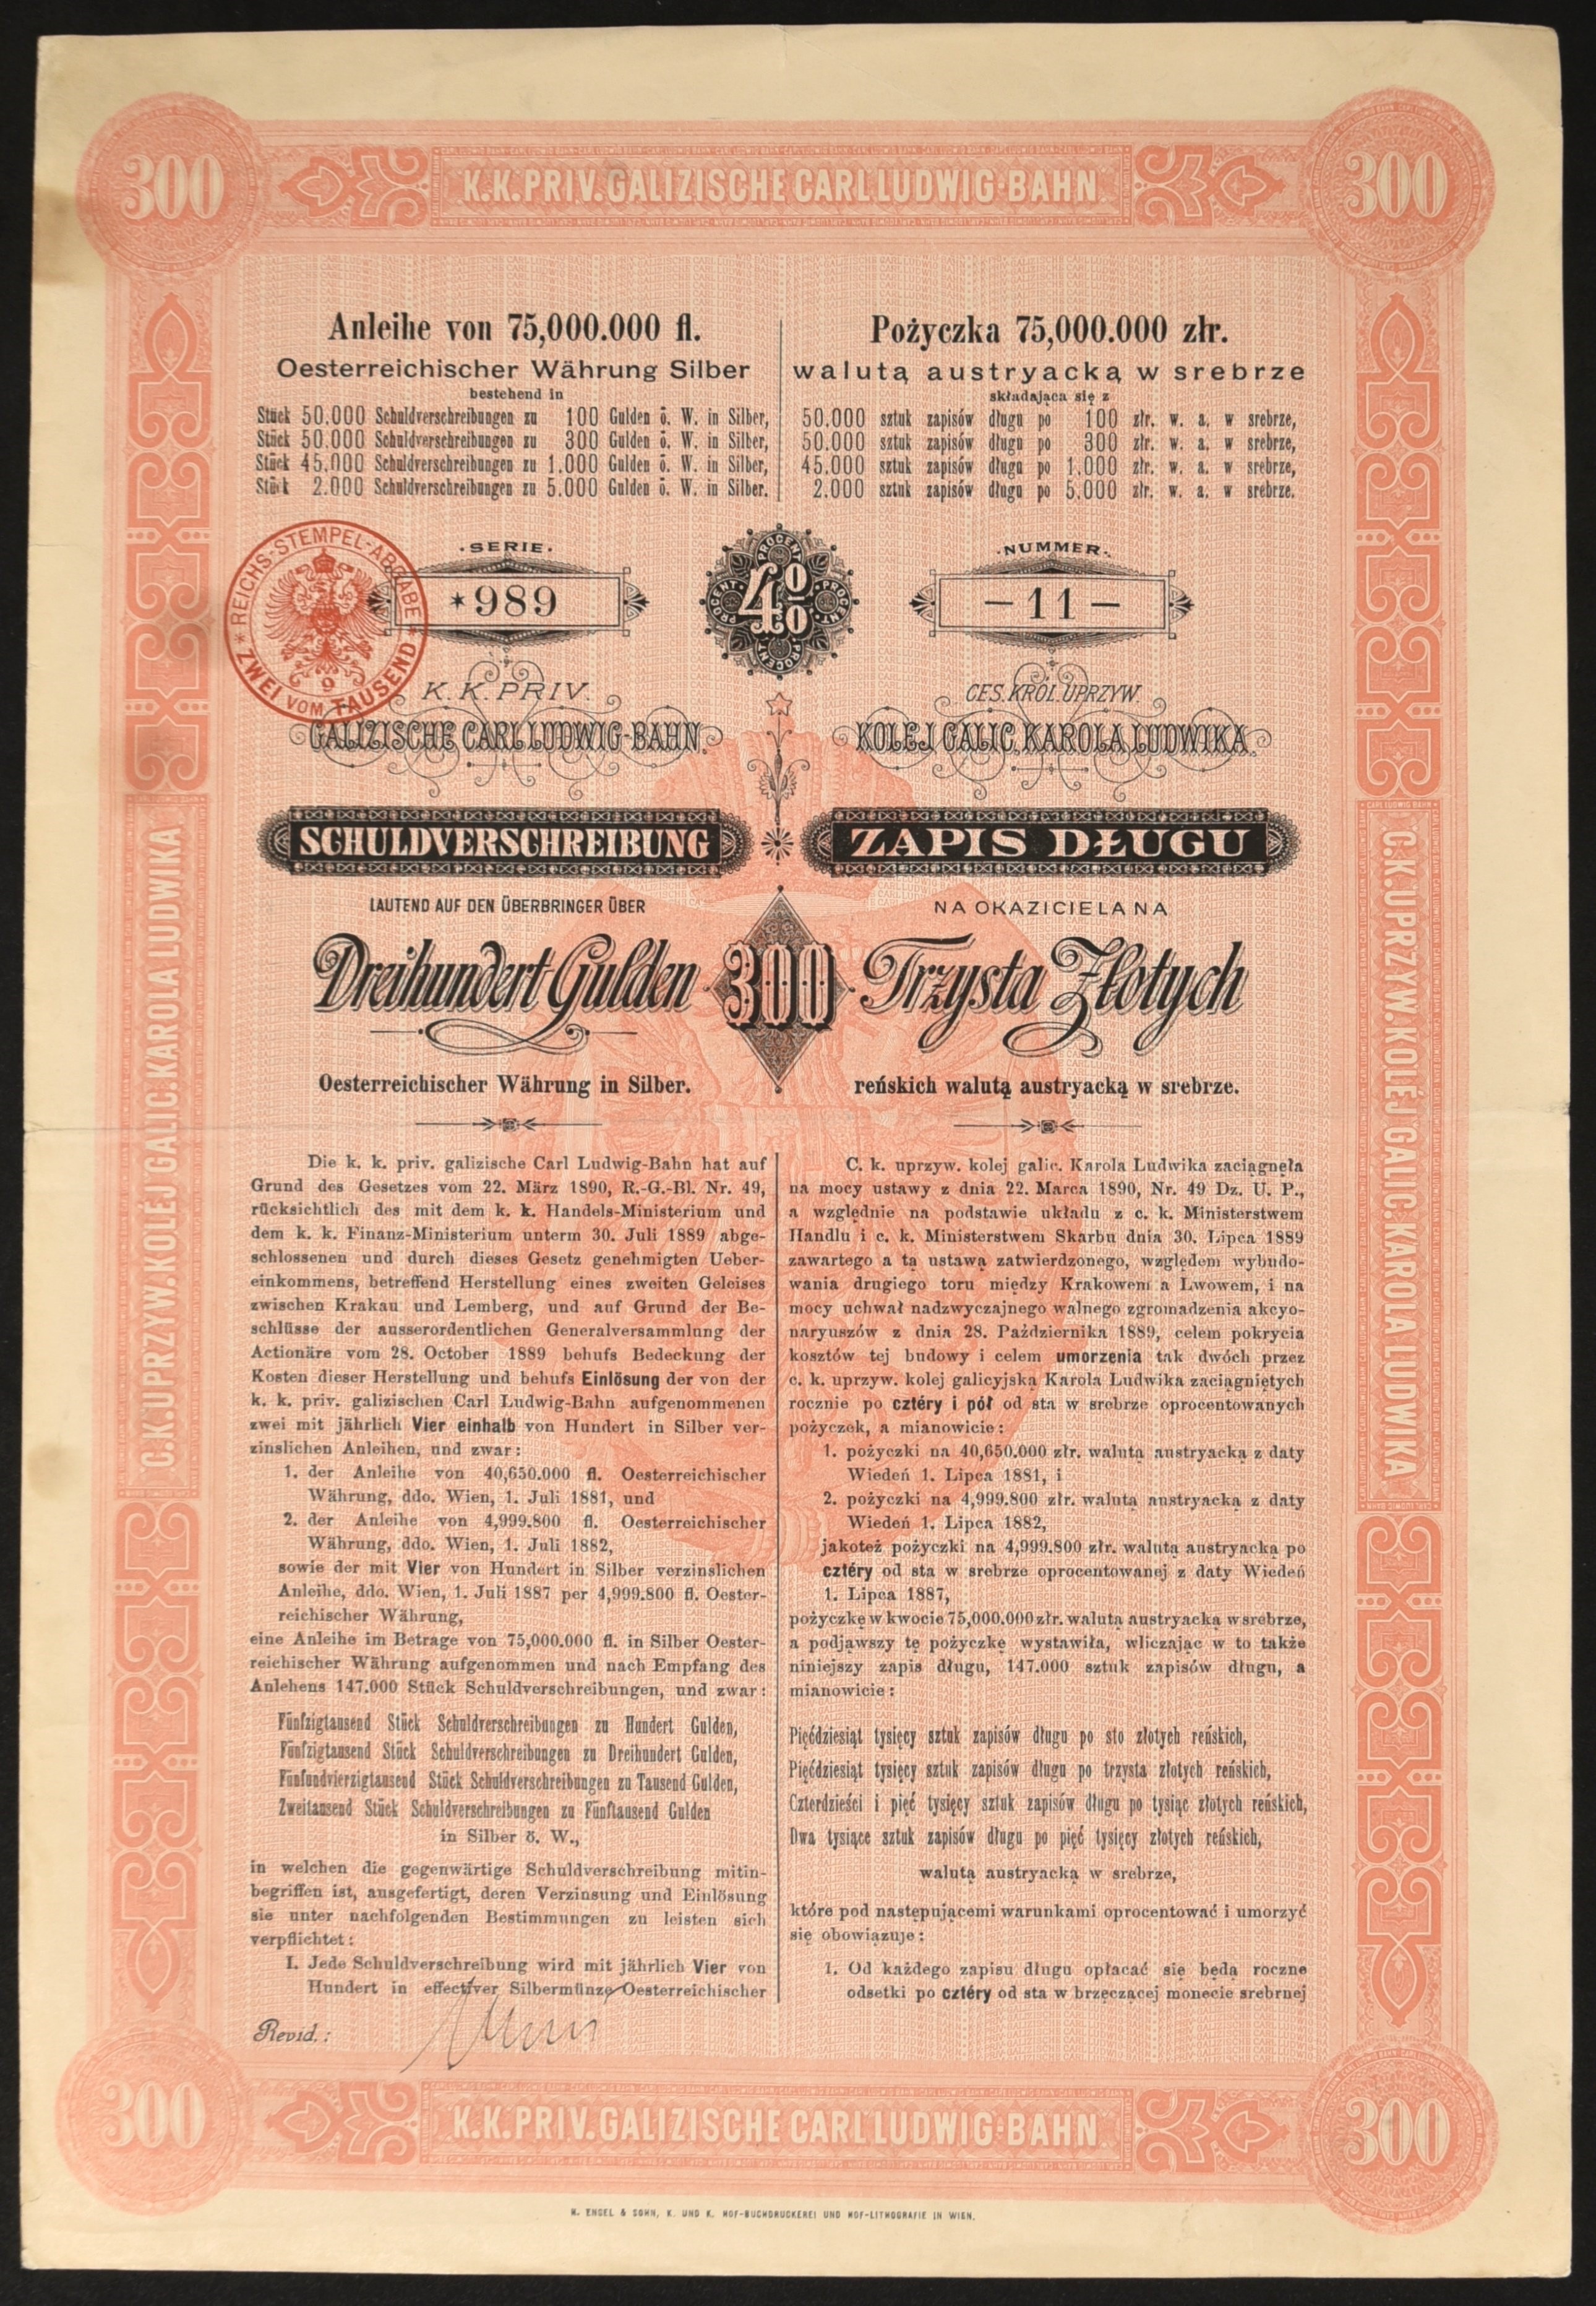 K.K.PRIV.GALIZISCHE CARL LUDWIG-BAHN
300
300
Anleihe von 75,000.000 fl.
Oesterreichischer Währung Silber
bestehend in
Stück 50.000 Schuldverschreibungen zu 100 Gulden ö. W. in Silber,
Stück 50.000 Schuldverschreibungen zu 300 Gulden ö. W. in Silber,
Stück 45.000 Schuldverschreibungen zu 1.000 Gulden ö. W. in Silber,
Stück 2.000 Schuldverschreibungen zu 5.000 Gulden ö. W. in Silber.
Pożyczka 75,000.000 złr.
walutą austryacką w srebrze
składająca się z
50.000 sztuk zapisów długu po 100 złr. w. a. w srebrze,
50.000 sztuk zapisów długu po 300 złr. w. a. w srebrze,
45.000 sztuk zapisów długu po 1.000 złr. w. a. w srebrze,
2.000 sztuk zapisów długu po 5.000 złr. w. a. w srebrze.
REICHS-STEMPEL-ABGABE
ZWEI VOM TAUSEND
9
SERIE.
*989
4%
PROCENT PROCENT PROCENT PROCENT
NUMMER.
—11—
K. K. PRIV.
GALIZISCHE CARL LUDWIG-BAHN
CES. KRÓL. UPRZYW.
KOLEJ GALIC. KAROLA LUDWIKA
SCHULDVERSCHREIBUNG
ZAPIS DŁUGU
LAUTEND AUF DEN ÜBERBRINGER ÜBER
NA OKAZICIELA NA
Dreihundert Gulden
300
Trzysta Złotych
Oesterreichischer Währung in Silber.
reńskich walutą austryacką w srebrze.
Die k. k. priv. galizische Carl Ludwig-Bahn hat auf
Grund des Gesetzes vom 22. März 1890, R.-G.-Bl. Nr. 49,
rücksichtlich des mit dem k. k. Handels-Ministerium und
dem k. k. Finanz-Ministerium unterm 30. Juli 1889 abge-
schlossenen und durch dieses Gesetz genehmigten Ueber-
einkommens, betreffend Herstellung eines zweiten Geleises
zwischen Krakau und Lemberg, und auf Grund der Be-
schlüsse der ausserordentlichen Generalversammlung der
Actionäre vom 28. October 1889 behufs Bedeckung der
Kosten dieser Herstellung und behufs Einlösung der von der
k. k. priv. galizischen Carl Ludwig-Bahn aufgenommenen
zwei mit jährlich Vier einhalb von Hundert in Silber ver-
zinslichen Anleihen, und zwar:
1. der Anleihe von 40,650.000 fl. Oesterreichischer
Währung, ddo. Wien, 1. Juli 1881, und
2. der Anleihe von 4,999.800 fl. Oesterreichischer
Währung, ddo. Wien, 1. Juli 1882,
sowie der mit Vier von Hundert in Silber verzinslichen
Anleihe, ddo. Wien, 1. Juli 1887 per 4,999.800 fl. Oester-
reichischer Währung,
eine Anleihe im Betrage von 75,000.000 fl. in Silber Oester-
reichischer Währung aufgenommen und nach Empfang des
Anlehens 147.000 Stück Schuldverschreibungen, und zwar:
Fünfzigtausend Stück Schuldverschreibungen zu Hundert Gulden,
Fünfzigtausend Stück Schuldverschreibungen zu Dreihundert Gulden,
Fünfundvierzigtausend Stück Schuldverschreibungen zu Tausend Gulden,
Zweitausend Stück Schuldverschreibungen zu Fünftausend Gulden
in Silber ö. W.,
in welchen die gegenwärtige Schuldverschreibung mitin-
begriffen ist, ausgefertigt, deren Verzinsung und Einlösung
sie unter nachfolgenden Bestimmungen zu leisten sich
verpflichtet:
I. Jede Schuldverschreibung wird mit jährlich Vier von
Hundert in effectiver Silbermünze Oesterreichischer
C. k. uprzyw. kolej galic. Karola Ludwika zaciągnęła
na mocy ustawy z dnia 22. Marca 1890, Nr. 49 Dz. U. P.,
a względnie na podstawie układu z c. k. Ministerstwem
Handlu i c. k. Ministerstwem Skarbu dnia 30. Lipca 1889
zawartego a tą ustawą zatwierdzonego, względem wybudo-
wania drugiego toru między Krakowem a Lwowem, i na
mocy uchwał nadzwyczajnego walnego zgromadzenia akcyo-
naryuszów z dnia 28. Października 1889, celem pokrycia
kosztów tej budowy i celem umorzenia tak dwóch przez
c. k. uprzyw. kolej galicyjską Karola Ludwika zaciągniętych
rocznie po cztéry i pół od sta w srebrze oprocentowanych
pożyczek, a mianowicie:
1. pożyczki na 40,650.000 złr. walutą austryacką z daty
Wiedeń 1. Lipca 1881, i
2. pożyczki na 4,999.800 złr. walutą austryacką z daty
Wiedeń 1. Lipca 1882,
jakoteż pożyczki na 4,999.800 złr. walutą austryacką po
cztéry od sta w srebrze oprocentowanej z daty Wiedeń
1. Lipca 1887,
pożyczkę w kwocie 75,000.000 złr. walutą austryacką w srebrze,
a podjąwszy tę pożyczkę wystawiła, wliczając w to także
niniejszy zapis długu, 147.000 sztuk zapisów długu, a
mianowicie:
Pięćdziesiąt tysięcy sztuk zapisów długu po sto złotych reńskich,
Pięćdziesiąt tysięcy sztuk zapisów długu po trzysta złotych reńskich,
Czterdzieści i pięć tysięcy sztuk zapisów długu po tysiąc złotych reńskich,
Dwa tysiące sztuk zapisów długu po pięć tysięcy złotych reńskich,
walutą austryacką w srebrze,
które pod następującemi warunkami oprocentować i umorzyć
się obowiązuje:
1. Od każdego zapisu długu opłacać się będą roczne
odsetki po cztéry od sta w brzęczącej monecie srebrnej
Revid.:
C.K.UPRZYW.KOLÉJ GALIC.KAROLA LUDWIKA
C.K.UPRZYW.KOLÉJ GALIC.KAROLA LUDWIKA
300
K.K.PRIV.GALIZISCHE CARL LUDWIG-BAHN
300
H. ENGEL & SOHN, K. UND K. HOF-BUCHDRUCKEREI UND HOF-LITHOGRAFIE IN WIEN.